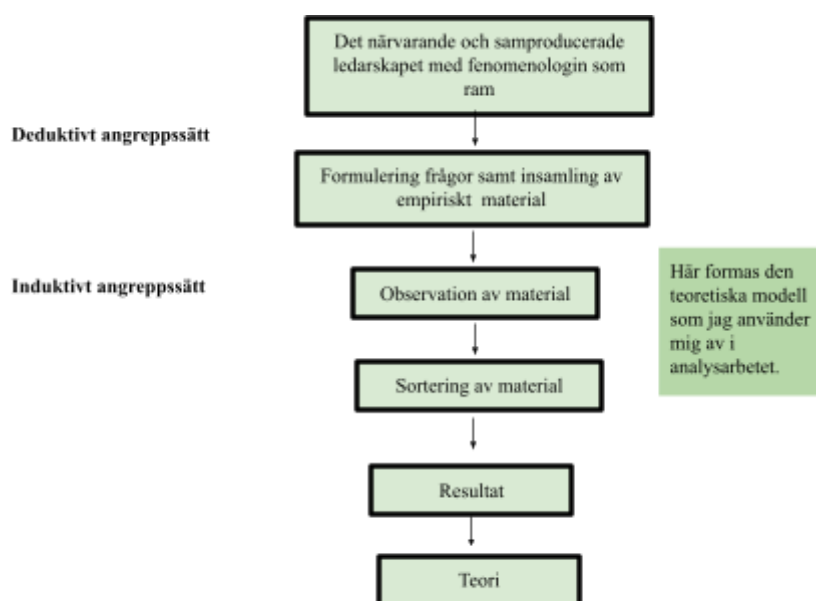 Det närvarande och samproducerade
ledarskapet med fenomenologin som
ram
Deduktivt angreppssätt
Formulering frågor samt insamling av
empiriskt material
Induktivt angreppssätt
Observation av material
Här formas den
teoretiska modell
som jag använder
mig av i
analysarbetet.
Sortering av material
Resultat
Teori